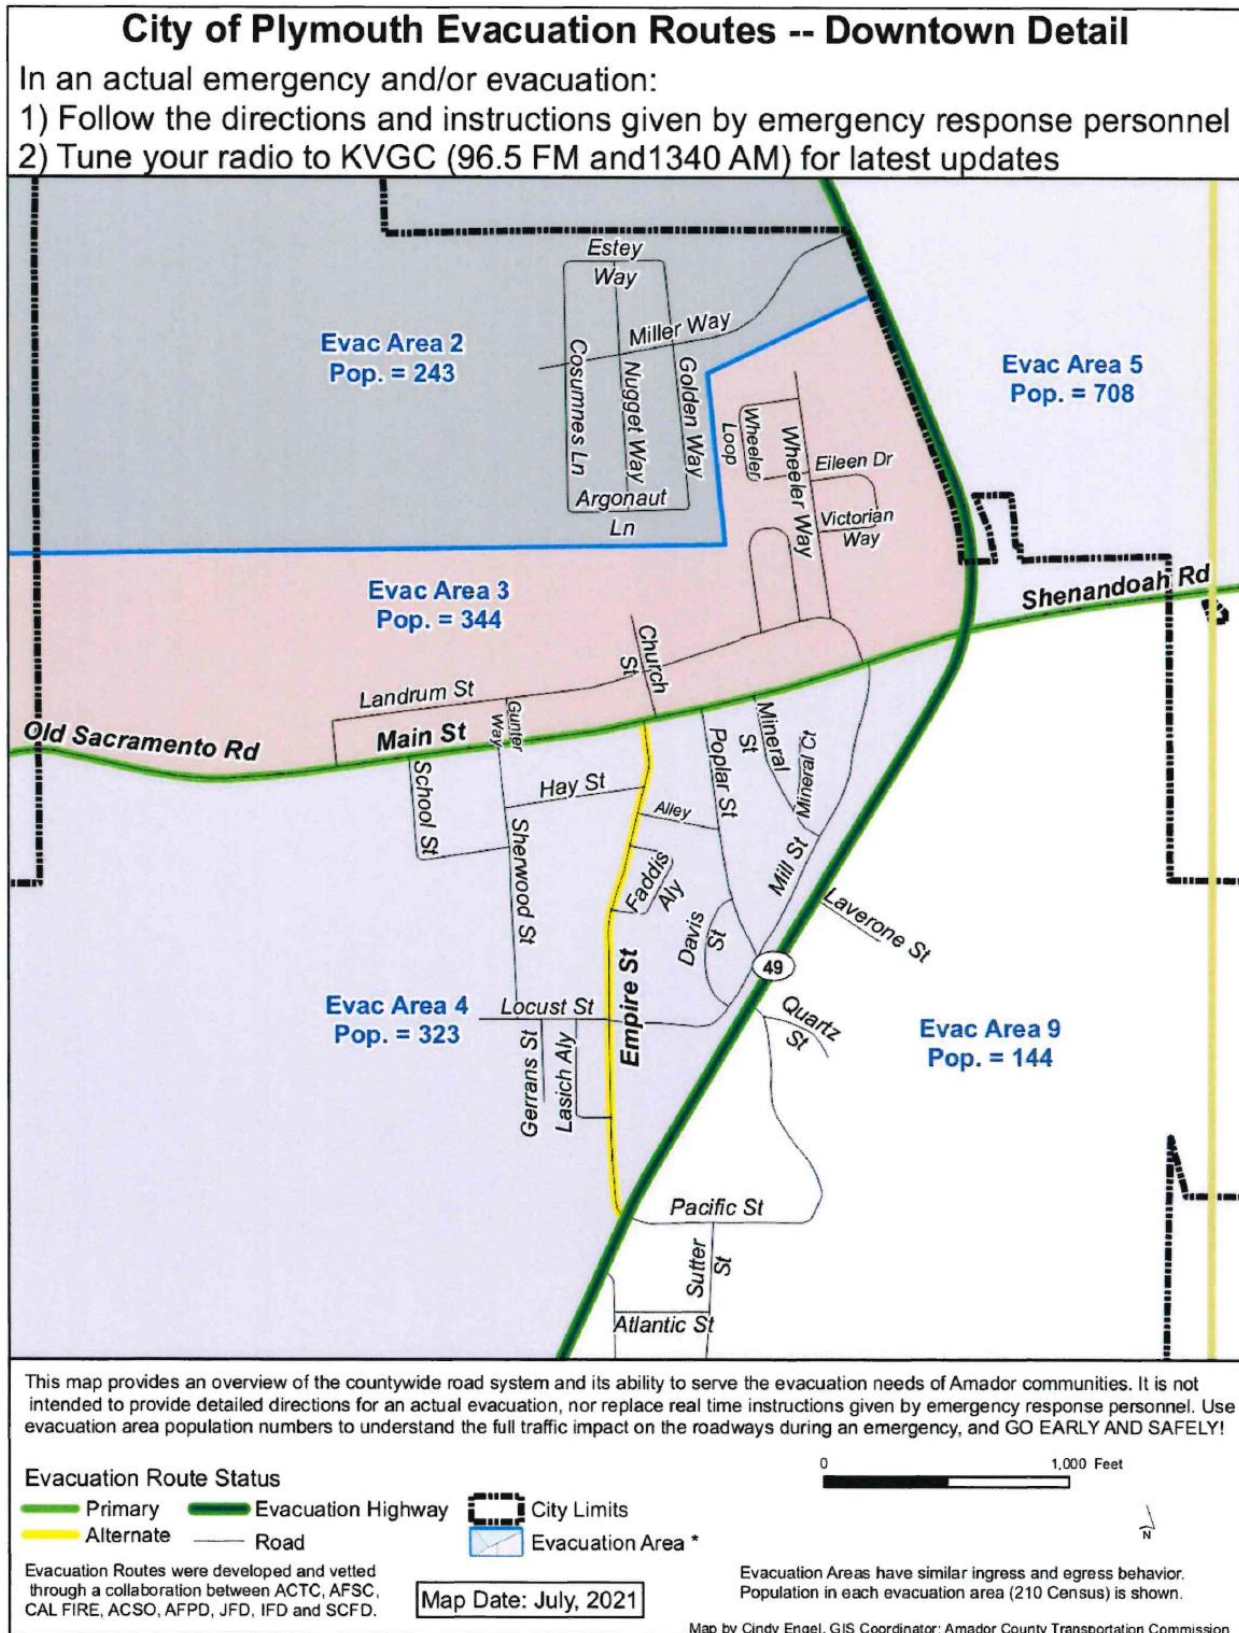 City of Plymouth Evacuation Routes -- Downtown Detail
In an actual emergency and/or evacuation:
1) Follow the directions and instructions given by emergency response personnel
2) Tune your radio to KVGC (96.5 FM and1340 AM) for latest updates
Estey
Way
Miller Way
Evac Area 2
Pop. = 243
Cosumnes Ln
Nugget Way
Golden Way
Argonaut
Ln
Evac Area 5
Pop. = 708
Wheeler
Loop
Wheeler Way
Eileen Dr
Victorian
Way
Evac Area 3
Pop. = 344
Shenandoah Rd
Church
St
Landrum St
Gunter
Way
Old Sacramento Rd
Main St
Mineral
St
Mineral Ct
Poplar St
School St
Hay St
Alley
Sherwood St
Faddis
Aly
Mill St
Davis
St
Laverone St
49
Empire St
Evac Area 4
Pop. = 323
Locust St
Quartz
St
Evac Area 9
Pop. = 144
Gerrans St
Lasich Aly
Pacific St
Sutter
St
Atlantic St
This map provides an overview of the countywide road system and its ability to serve the evacuation needs of Amador communities. It is not
intended to provide detailed directions for an actual evacuation, nor replace real time instructions given by emergency response personnel. Use
evacuation area population numbers to understand the full traffic impact on the roadways during an emergency, and GO EARLY AND SAFELY!
Evacuation Route Status
Primary
Evacuation Highway
City Limits
Alternate
Road
Evacuation Area *
0 1,000 Feet
N
Evacuation Routes were developed and vetted
through a collaboration between ACTC, AFSC,
CAL FIRE, ACSO, AFPD, JFD, IFD and SCFD.
Map Date: July, 2021
Evacuation Areas have similar ingress and egress behavior.
Population in each evacuation area (210 Census) is shown.
Map by Cindy Engel, GIS Coordinator: Amador County Transportation Commission